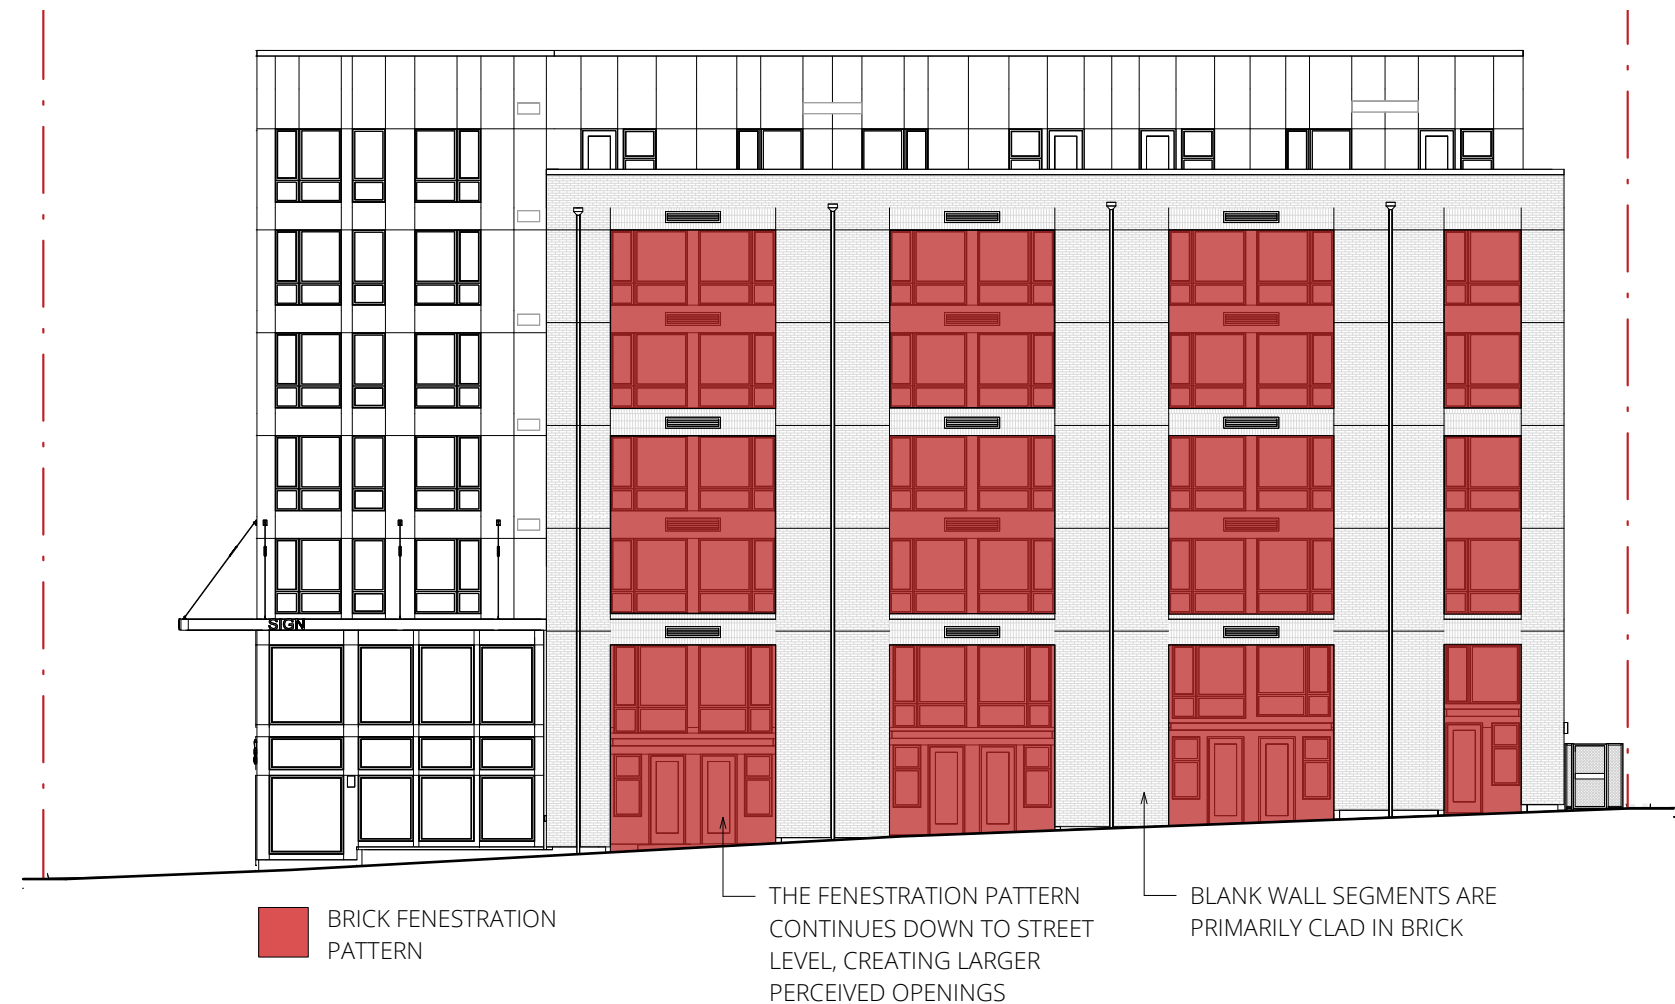 SIGN
BRICK FENESTRATION
PATTERN
THE FENESTRATION PATTERN
CONTINUES DOWN TO STREET
LEVEL, CREATING LARGER
PERCEIVED OPENINGS
BLANK WALL SEGMENTS ARE
PRIMARILY CLAD IN BRICK